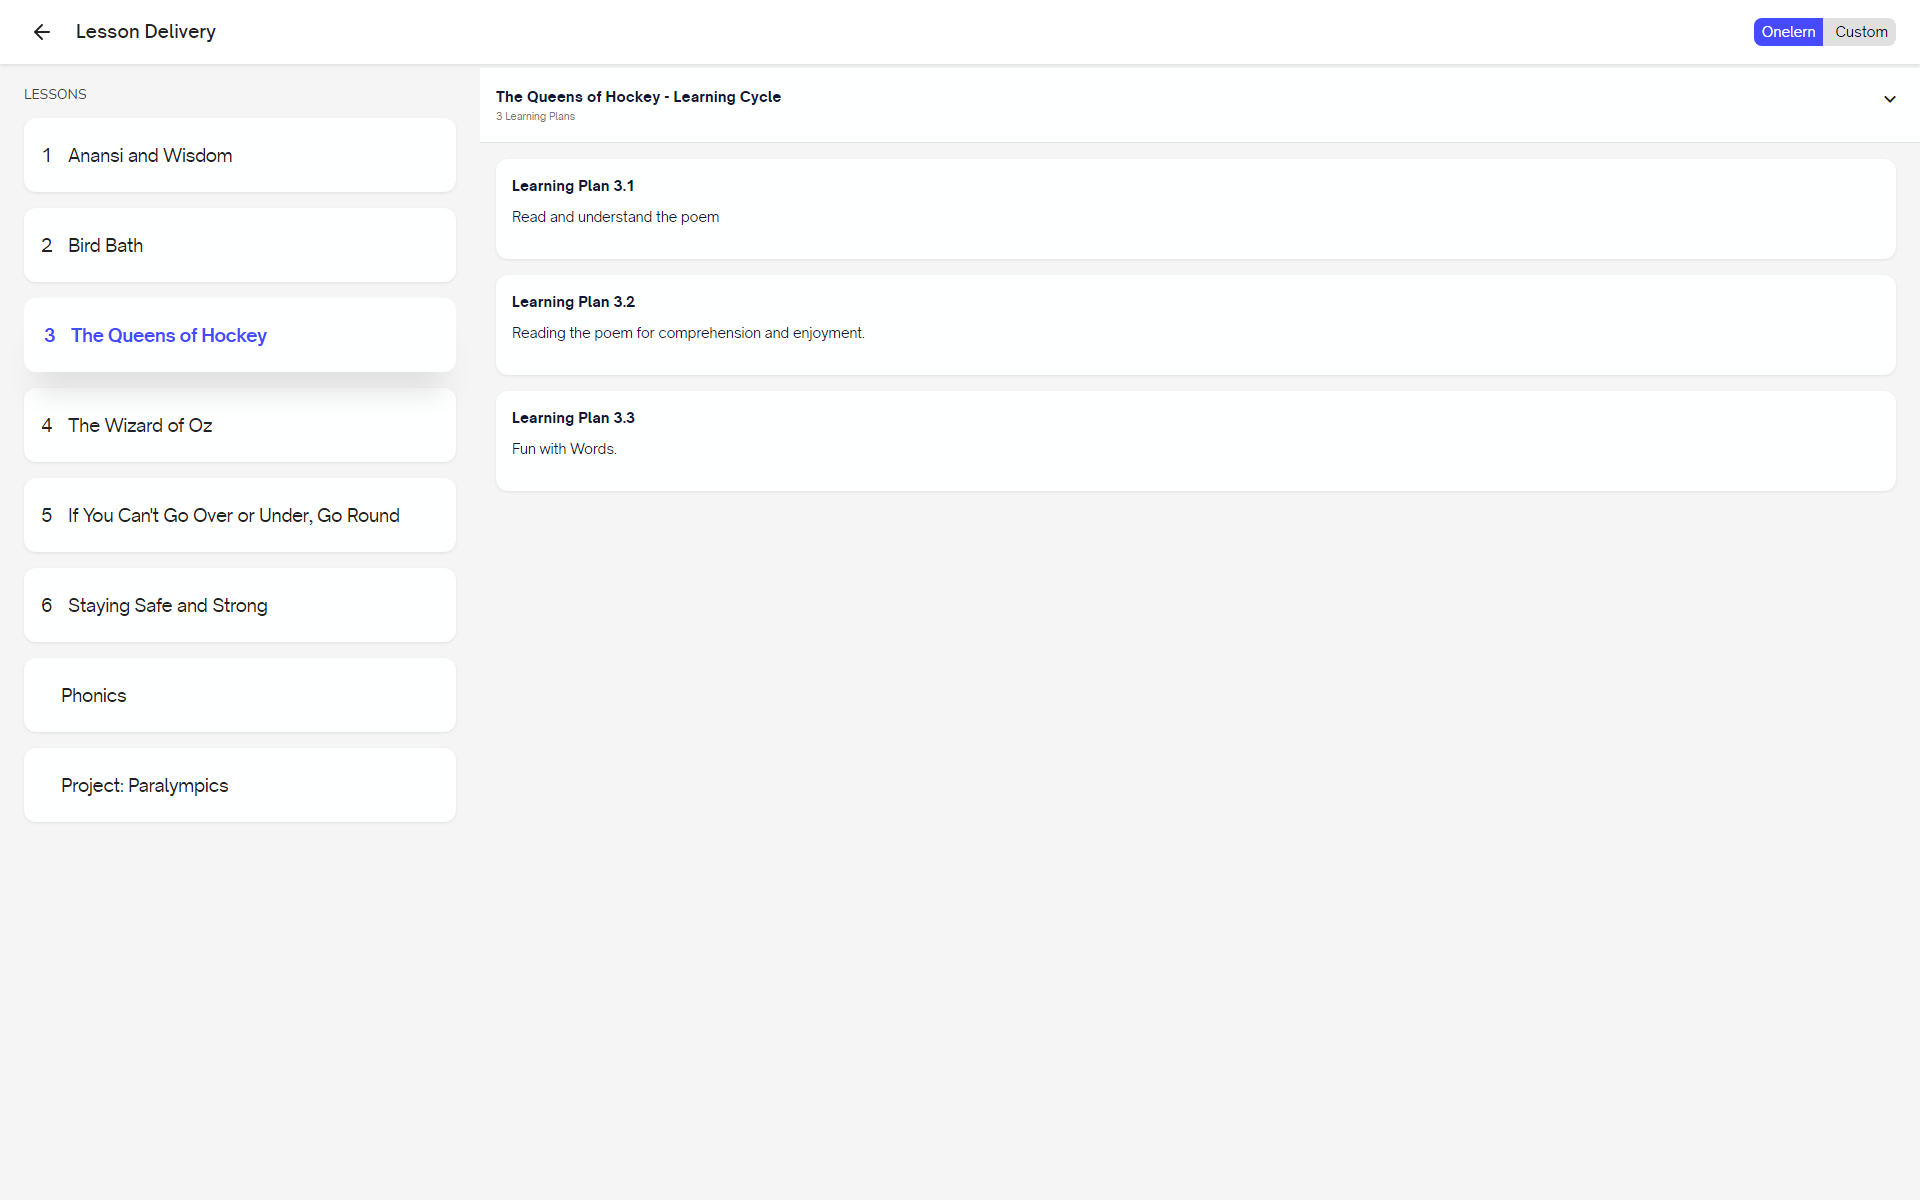 Lesson Delivery
Onelern
Custom
LESSONS
1 Anansi and Wisdom
2 Bird Bath
3 The Queens of Hockey
4 The Wizard of Oz
5 If You Can't Go Over or Under, Go Round
6 Staying Safe and Strong
Phonics
Project: Paralympics
The Queens of Hockey - Learning Cycle
3 Learning Plans
Learning Plan 3.1
Read and understand the poem
Learning Plan 3.2
Reading the poem for comprehension and enjoyment.
Learning Plan 3.3
Fun with Words.